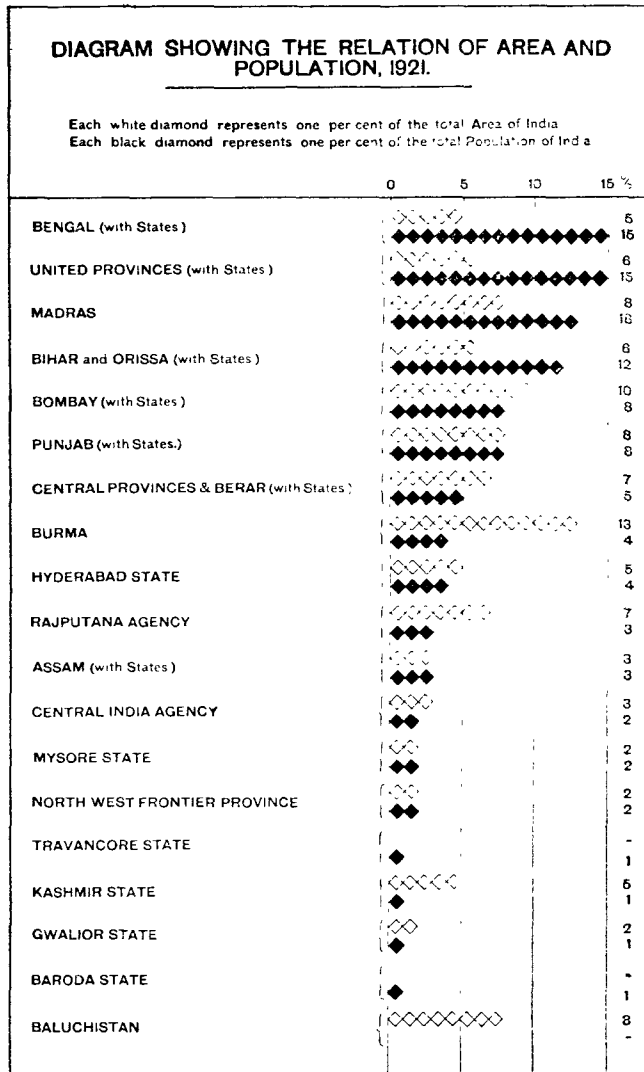 DIAGRAM SHOWING THE RELATION OF AREA AND
POPULATION, 1921.
Each white diamond represents one per cent of the total Area of India
Each black diamond represents one per cent of the total Population of India
0 5 10 15 %
BENGAL (with States)
5
15
UNITED PROVINCES (with States)
6
15
MADRAS
8
13
BIHAR and ORISSA (with States)
6
12
BOMBAY (with States)
10
8
PUNJAB (with States.)
8
8
CENTRAL PROVINCES & BERAR (with States)
7
5
BURMA
13
4
HYDERABAD STATE
5
4
RAJPUTANA AGENCY
7
3
ASSAM (with States)
3
3
CENTRAL INDIA AGENCY
3
2
MYSORE STATE
2
2
NORTH WEST FRONTIER PROVINCE
2
2
TRAVANCORE STATE
-
1
KASHMIR STATE
5
1
GWALIOR STATE
2
1
BARODA STATE
-
1
BALUCHISTAN
8
-